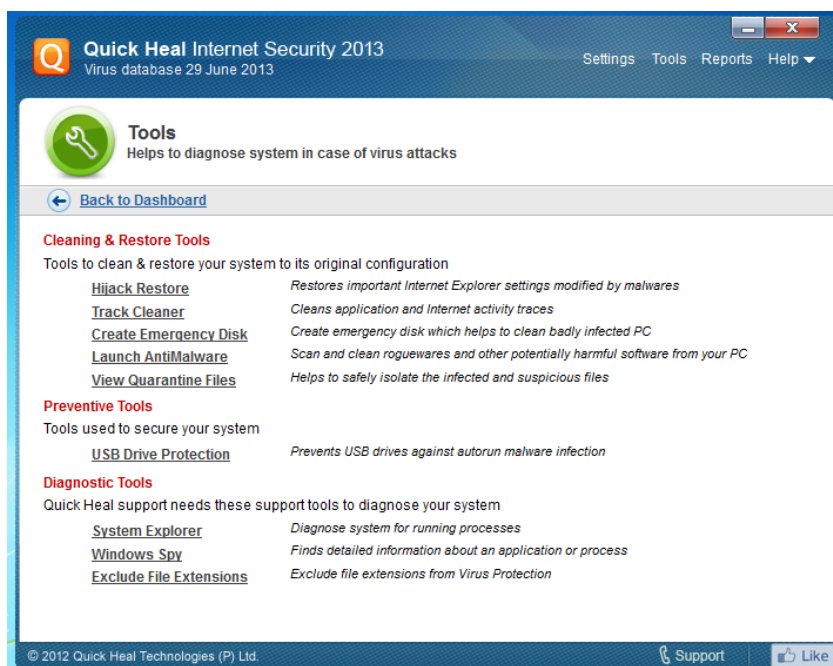 Quick Heal Internet Security 2013
Virus database 29 June 2013
Settings Tools Reports Help
Tools
Helps to diagnose system in case of virus attacks
Back to Dashboard
Cleaning & Restore Tools
Tools to clean & restore your system to its original configuration
Hijack Restore Restores important Internet Explorer settings modified by malwares
Track Cleaner Cleans application and Internet activity traces
Create Emergency Disk Create emergency disk which helps to clean badly infected PC
Launch AntiMalware Scan and clean roguewares and other potentially harmful software from your PC
View Quarantine Files Helps to safely isolate the infected and suspicious files
Preventive Tools
Tools used to secure your system
USB Drive Protection Prevents USB drives against autorun malware infection
Diagnostic Tools
Quick Heal support needs these support tools to diagnose your system
System Explorer Diagnose system for running processes
Windows Spy Finds detailed information about an application or process
Exclude File Extensions Exclude file extensions from Virus Protection
© 2012 Quick Heal Technologies (P) Ltd. Support Like